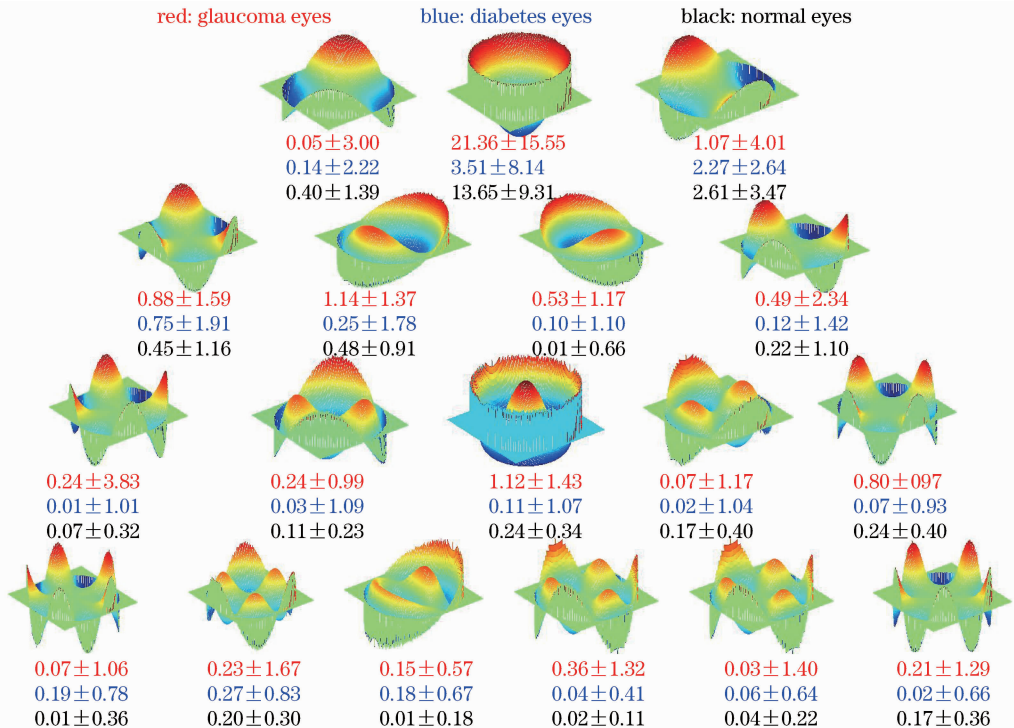 red: glaucoma eyes blue: diabetes eyes black: normal eyes
0.05±3.00 21.36±15.55 1.07±4.01
0.14±2.22 3.51±8.14 2.27±2.64
0.40±1.39 13.65±9.31 2.61±3.47
0.88±1.59 1.14±1.37 0.53±1.17 0.49±2.34
0.75±1.91 0.25±1.78 0.10±1.10 0.12±1.42
0.45±1.16 0.48±0.91 0.01±0.66 0.22±1.10
0.24±3.83 0.24±0.99 1.12±1.43 0.07±1.17 0.80±097
0.01±1.01 0.03±1.09 0.11±1.07 0.02±1.04 0.07±0.93
0.07±0.32 0.11±0.23 0.24±0.34 0.17±0.40 0.24±0.40
0.07±1.06 0.23±1.67 0.15±0.57 0.36±1.32 0.03±1.40 0.21±1.29
0.19±0.78 0.27±0.83 0.18±0.67 0.04±0.41 0.06±0.64 0.02±0.66
0.01±0.36 0.20±0.30 0.01±0.18 0.02±0.11 0.04±0.22 0.17±0.36